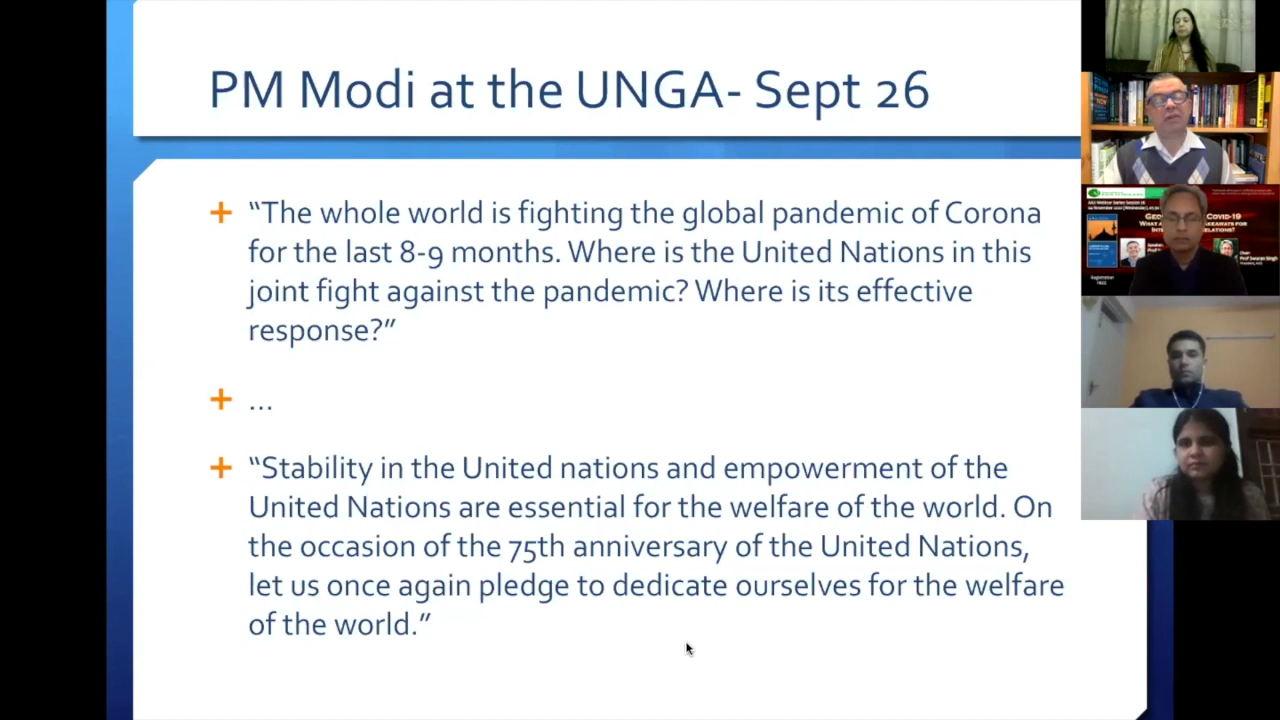 PM Modi at the UNGA- Sept 26
“The whole world is fighting the global pandemic of Corona
for the last 8-9 months. Where is the United Nations in this
joint fight against the pandemic? Where is its effective
response?”
...
“Stability in the United nations and empowerment of the
United Nations are essential for the welfare of the world. On
the occasion of the 75th anniversary of the United Nations,
let us once again pledge to dedicate ourselves for the welfare
of the world.”
Covid-19